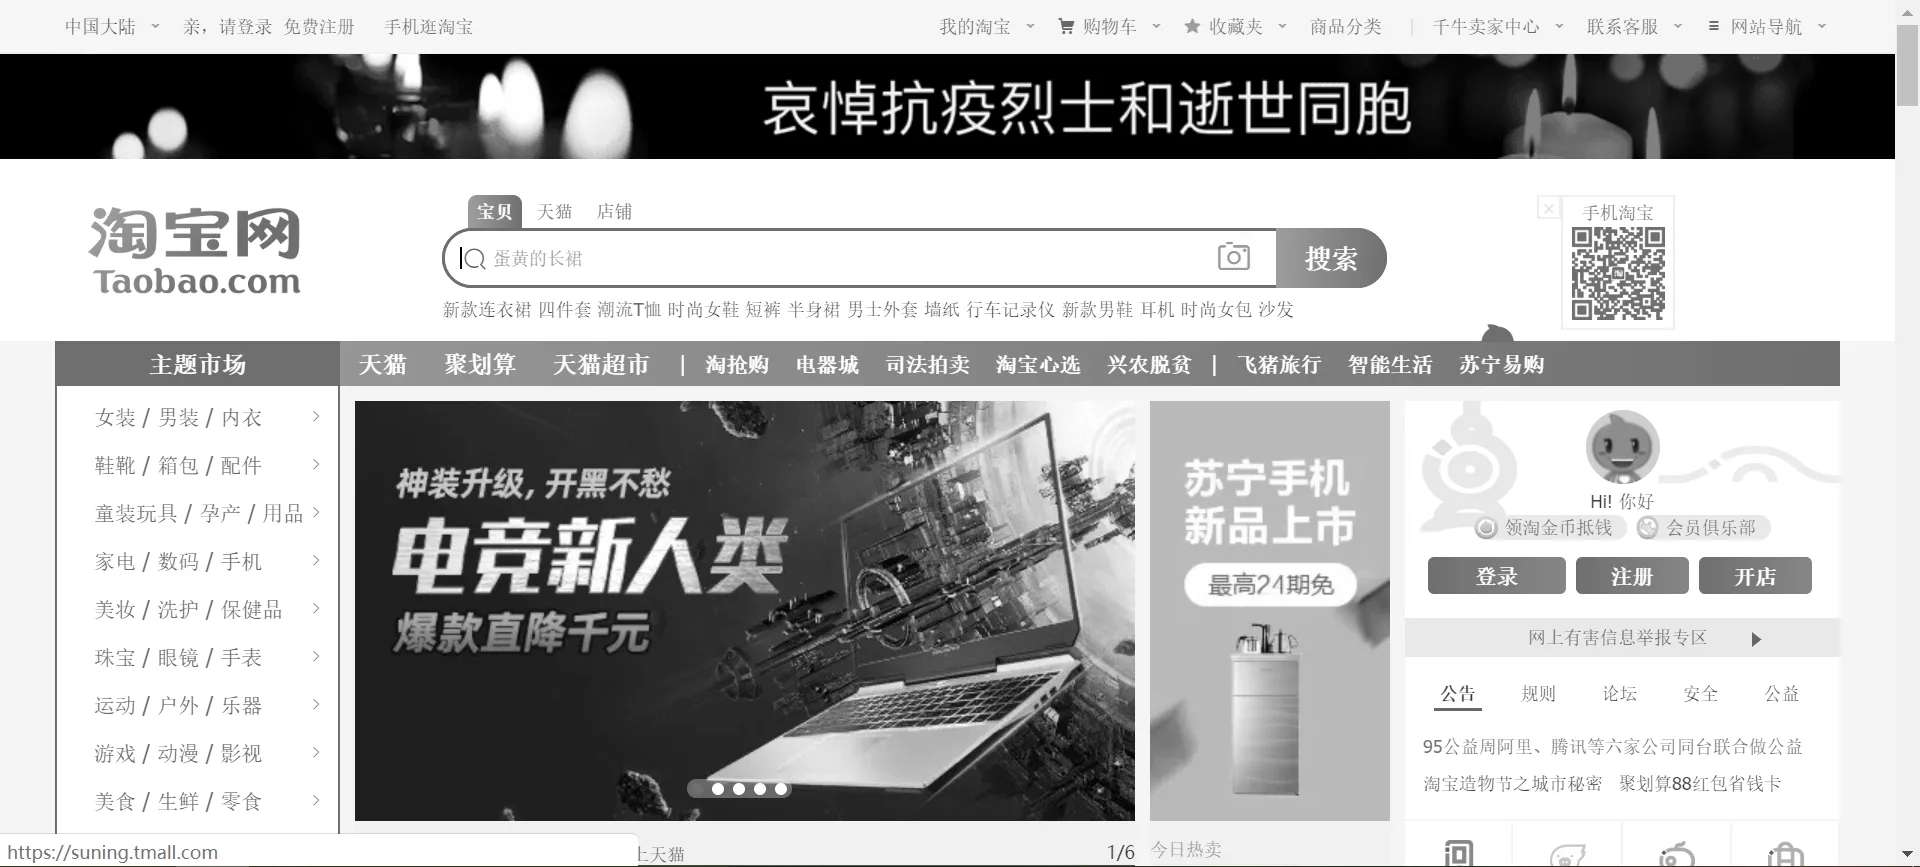 中国大陆 亲，请登录 免费注册 手机逛淘宝 我的淘宝 购物车 收藏夹 商品分类 千牛卖家中心 联系客服 网站导航
哀悼抗疫烈士和逝世同胞
淘宝网
Taobao.com
宝贝 天猫 店铺
蛋黄的长裙 搜索
新款连衣裙 四件套 潮流T恤 时尚女鞋 短裤 半身裙 男士外套 墙纸 行车记录仪 新款男鞋 耳机 时尚女包 沙发
手机淘宝
主题市场 天猫 聚划算 天猫超市 | 淘抢购 电器城 司法拍卖 淘宝心选 兴农脱贫 | 飞猪旅行 智能生活 苏宁易购
女装 / 男装 / 内衣
鞋靴 / 箱包 / 配件
童装玩具 / 孕产 / 用品
家电 / 数码 / 手机
美妆 / 洗护 / 保健品
珠宝 / 眼镜 / 手表
运动 / 户外 / 乐器
游戏 / 动漫 / 影视
美食 / 生鲜 / 零食
神装升级，开黑不愁
电竞新人类
爆款直降千元
苏宁手机
新品上市
最高24期免
Hi! 你好
领淘金币抵钱 会员俱乐部
登录 注册 开店
网上有害信息举报专区
公告 规则 论坛 安全 公益
95公益周阿里、腾讯等六家公司同台联合做公益
淘宝造物节之城市秘密 聚划算88红包省钱卡
https://suning.tmall.com
上天猫 1/6
今日热卖